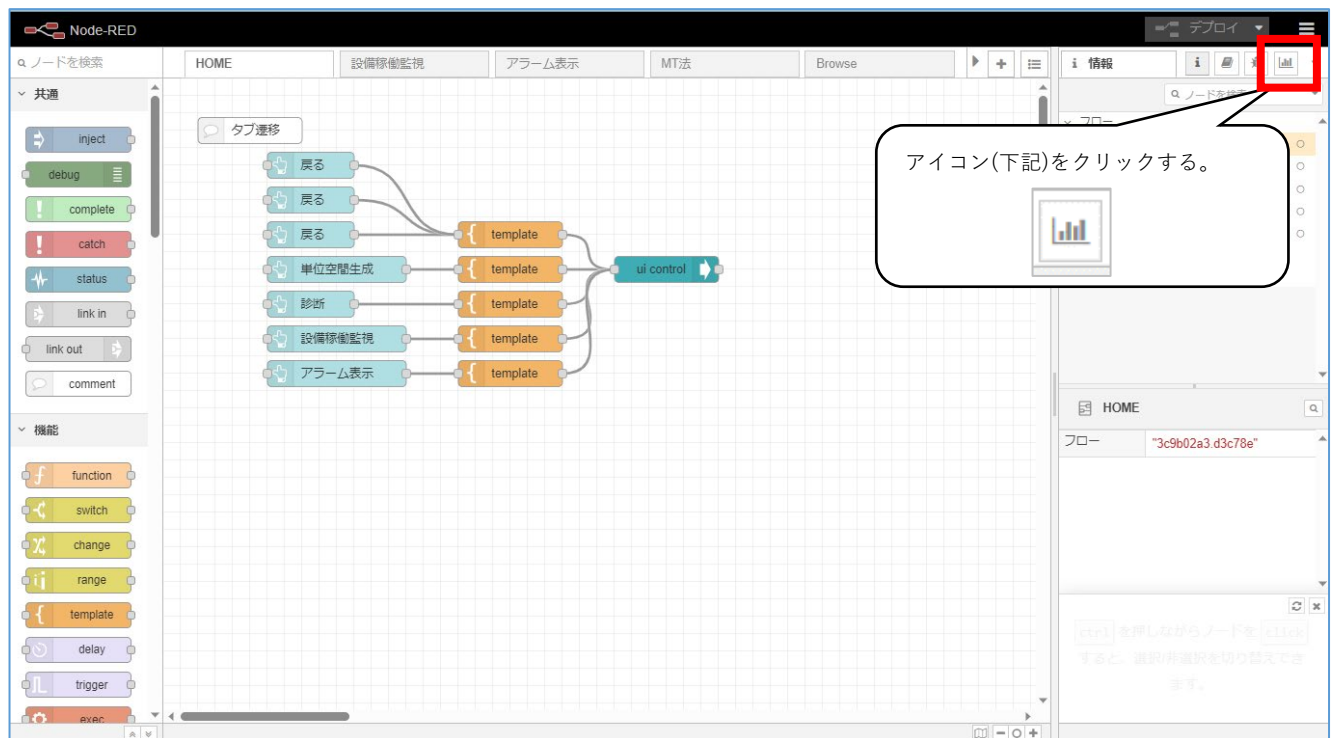 Node-RED
デプロイ
ノードを検索
HOME
設備稼働監視
アラーム表示
MT法
Browse
i 情報
共通
inject
debug
complete
catch
status
link in
link out
comment
機能
function
switch
change
range
template
delay
trigger
exec
タブ遷移
戻る
戻る
戻る
単位空間生成
診断
設備稼働監視
アラーム表示
template
template
template
template
template
ui control
ノードを検索
フロー
アイコン(下記)をクリックする。
HOME
フロー
"3c9b02a3.d3c78e"
ctrl を押しながらノードを click
すると、選択/非選択を切り替えでき
ます。